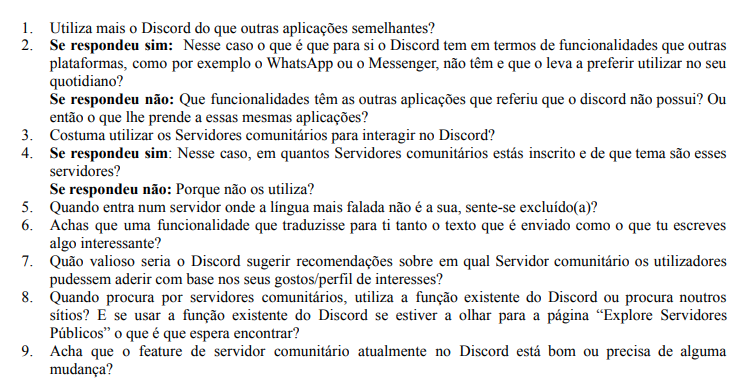 1. Utiliza mais o Discord do que outras aplicações semelhantes?
2. Se respondeu sim: Nesse caso o que é que para si o Discord tem em termos de funcionalidades que outras
plataformas, como por exemplo o WhatsApp ou o Messenger, não têm e que o leva a preferir utilizar no seu
quotidiano?
Se respondeu não: Que funcionalidades têm as outras aplicações que referiu que o discord não possui? Ou
então o que lhe prende a essas mesmas aplicações?
3. Costuma utilizar os Servidores comunitários para interagir no Discord?
4. Se respondeu sim: Nesse caso, em quantos Servidores comunitários estás inscrito e de que tema são esses
servidores?
Se respondeu não: Porque não os utiliza?
5. Quando entra num servidor onde a língua mais falada não é a sua, sente-se excluído(a)?
6. Achas que uma funcionalidade que traduzisse para ti tanto o texto que é enviado como o que tu escreves
algo interessante?
7. Quão valioso seria o Discord sugerir recomendações sobre em qual Servidor comunitário os utilizadores
pudessem aderir com base nos seus gostos/perfil de interesses?
8. Quando procura por servidores comunitários, utiliza a função existente do Discord ou procura noutros
sítios? E se usar a função existente do Discord se estiver a olhar para a página “Explore Servidores
Públicos” o que é que espera encontrar?
9. Acha que o feature de servidor comunitário atualmente no Discord está bom ou precisa de alguma
mudança?